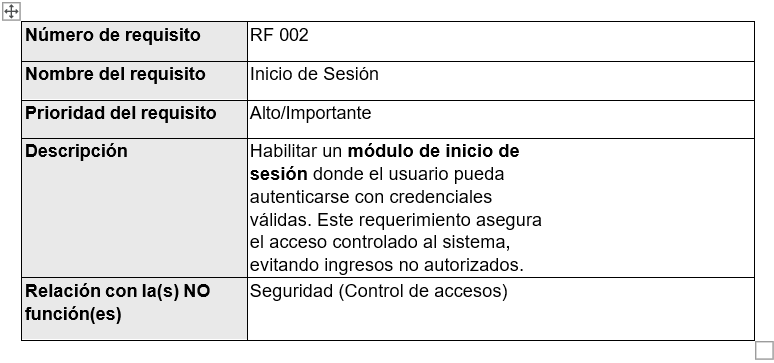 Número de requisito RF 002
Nombre del requisito Inicio de Sesión
Prioridad del requisito Alto/Importante
Descripción Habilitar un módulo de inicio de
sesión donde el usuario pueda
autenticarse con credenciales
válidas. Este requerimiento asegura
el acceso controlado al sistema,
evitando ingresos no autorizados.
Relación con la(s) NO Seguridad (Control de accesos)
función(es)